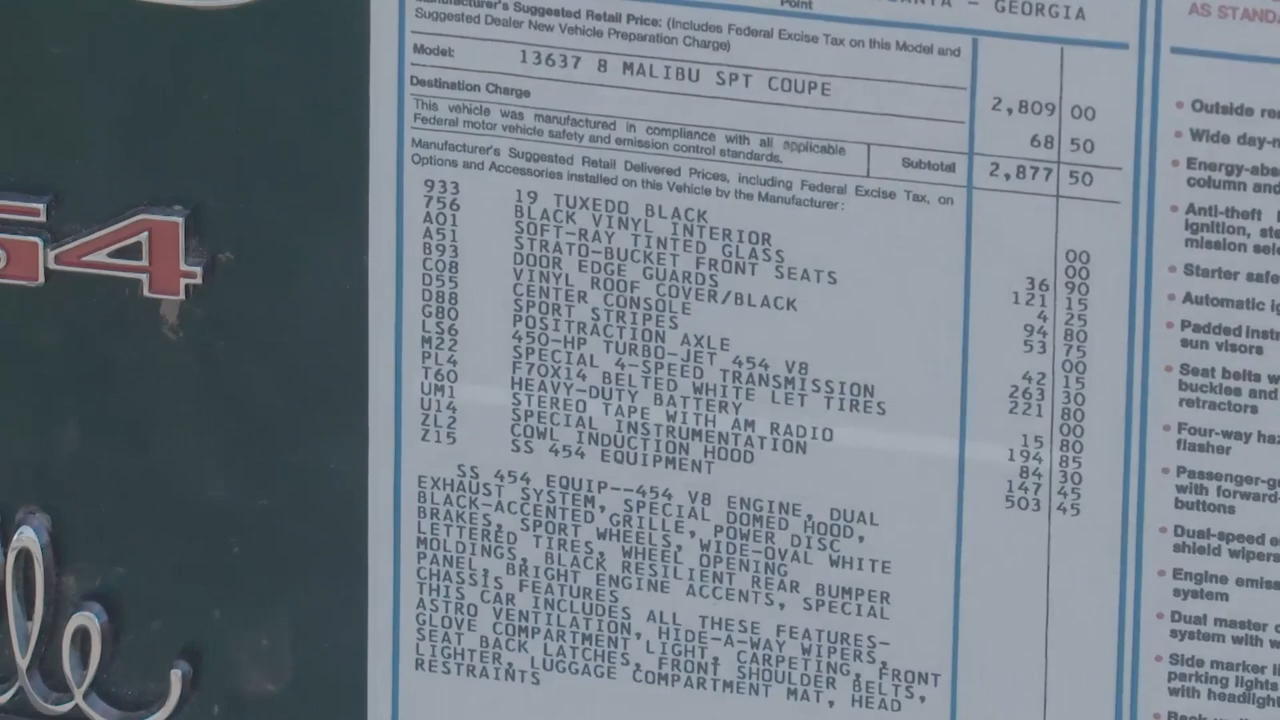 Point
- GEORGIA
Manufacturer's Suggested Retail Price: (Includes Federal Excise Tax on this Model and
Suggested Dealer New Vehicle Preparation Charge)
Model: 13637 8 MALIBU SPT COUPE 2,809 00
Destination Charge 68 50
This vehicle was manufactured in compliance with all applicable
Federal motor vehicle safety and emission control standards.
Subtotal 2,877 50
Manufacturer's Suggested Retail Delivered Prices, including Federal Excise Tax, on
Options and Accessories installed on this Vehicle by the Manufacturer:
933 19 TUXEDO BLACK 00
756 BLACK VINYL INTERIOR 00
A01 SOFT-RAY TINTED GLASS 36 90
A51 STRATO-BUCKET FRONT SEATS 121 15
B93 DOOR EDGE GUARDS 4 25
C08 VINYL ROOF COVER/BLACK 94 80
D55 CENTER CONSOLE 53 75
D88 SPORT STRIPES 00
G80 POSITRACTION AXLE 42 15
LS6 450-HP TURBO-JET 454 V8 263 30
M22 SPECIAL 4-SPEED TRANSMISSION 221 80
PL4 F70X14 BELTED WHITE LET TIRES 00
T60 HEAVY-DUTY BATTERY 15 80
UM1 STEREO TAPE WITH AM RADIO 194 85
U14 SPECIAL INSTRUMENTATION 84 30
ZL2 COWL INDUCTION HOOD 147 45
Z15 SS 454 EQUIPMENT 503 45
SS 454 EQUIP--454 V8 ENGINE, DUAL
EXHAUST SYSTEM, SPECIAL DOMED HOOD,
BLACK-ACCENTED GRILLE, POWER DISC
BRAKES, SPORT WHEELS, WIDE-OVAL WHITE
LETTERED TIRES, WHEEL OPENING
MOLDINGS, BLACK RESILIENT REAR BUMPER
PANEL, BRIGHT ENGINE ACCENTS, SPECIAL
CHASSIS FEATURES
THIS CAR INCLUDES ALL THESE FEATURES-
ASTRO VENTILATION, HIDE-A-WAY WIPERS,
GLOVE COMPARTMENT LIGHT, CARPETING, FRONT
SEAT BACK LATCHES, FRONT SHOULDER BELTS,
LIGHTER, LUGGAGE COMPARTMENT MAT, HEAD
RESTRAINTS
AS
• Outside
• Wide
• Energy-
column and
• Anti-theft
ignition,
mission
• Starter
• Automatic
• Padded
sun visors
• Seat belts
buckles and
retractors
• Four-way
flasher
• Passenger-
with forward
buttons
• Dual-speed
shield
• Engine
system
• Dual master
system with
• Side marker
parking lights
with
54
le